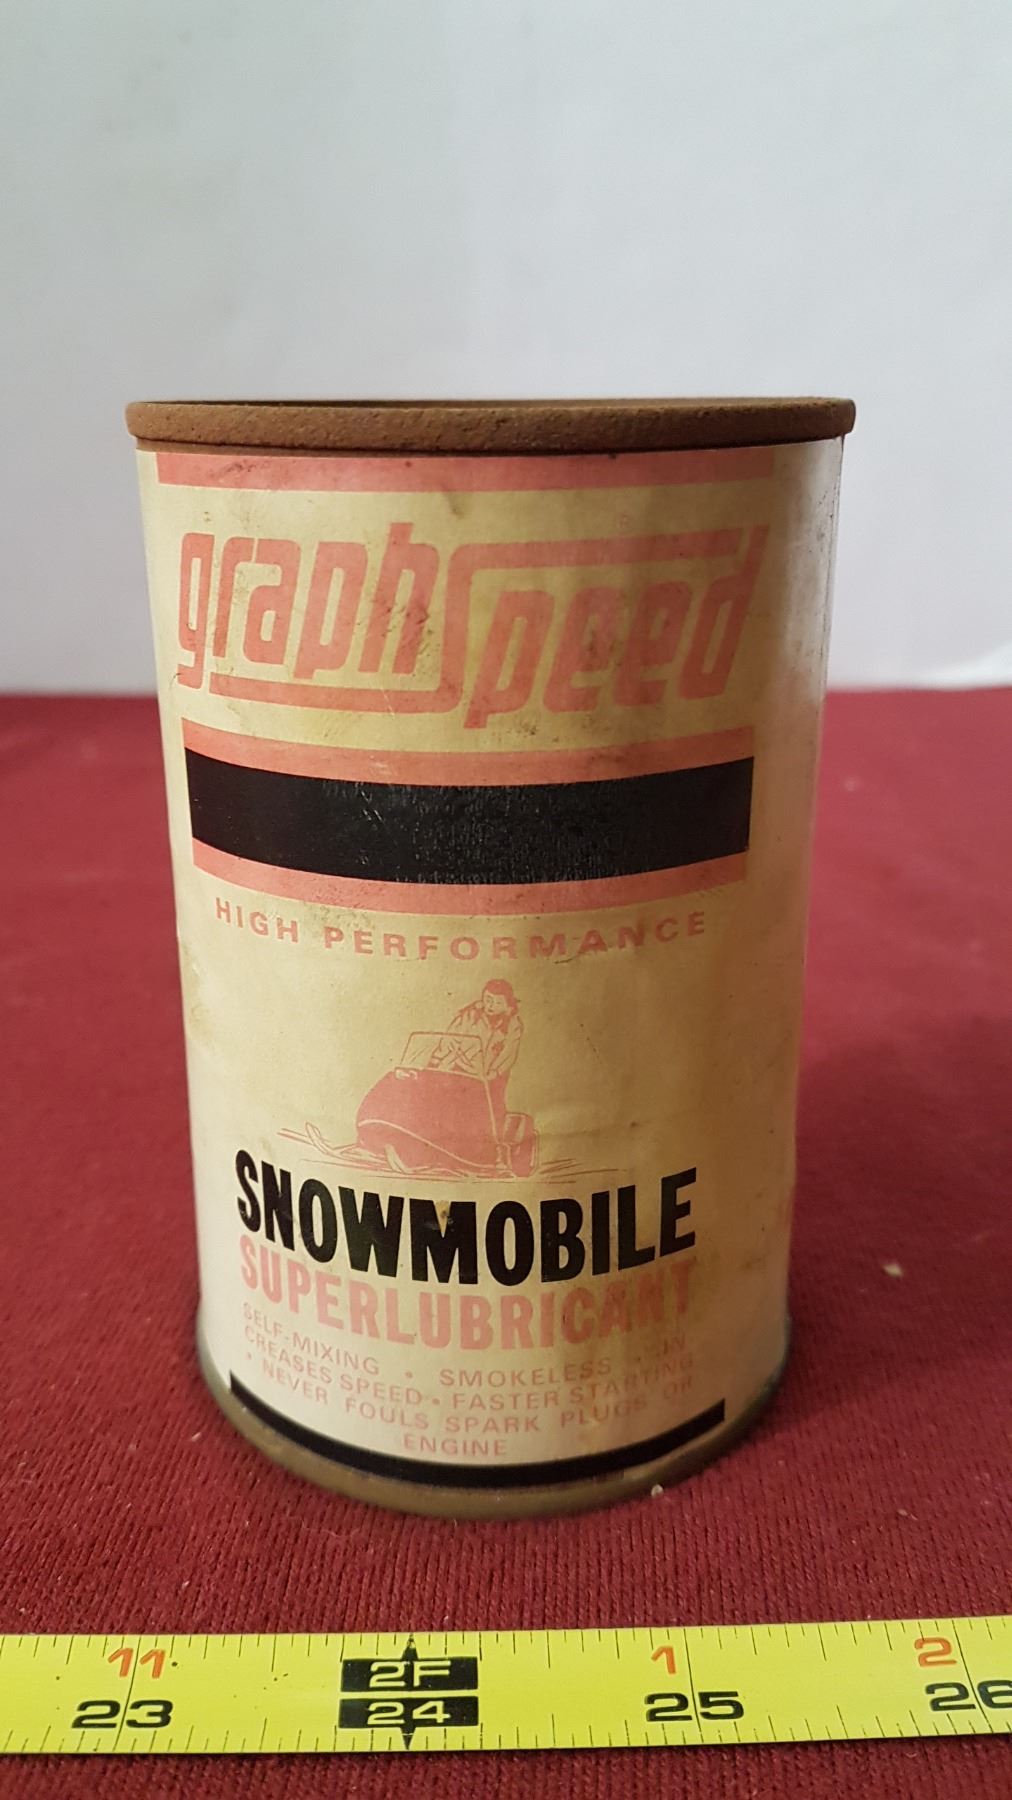 graphspeed ®
HIGH PERFORMANCE
SNOWMOBILE
SUPERLUBRICANT
SELF-MIXING • SMOKELESS • IN
CREASES SPEED • FASTER STARTING
• NEVER FOULS SPARK PLUGS OR
ENGINE
11 2F 1 2
23 24 25 26